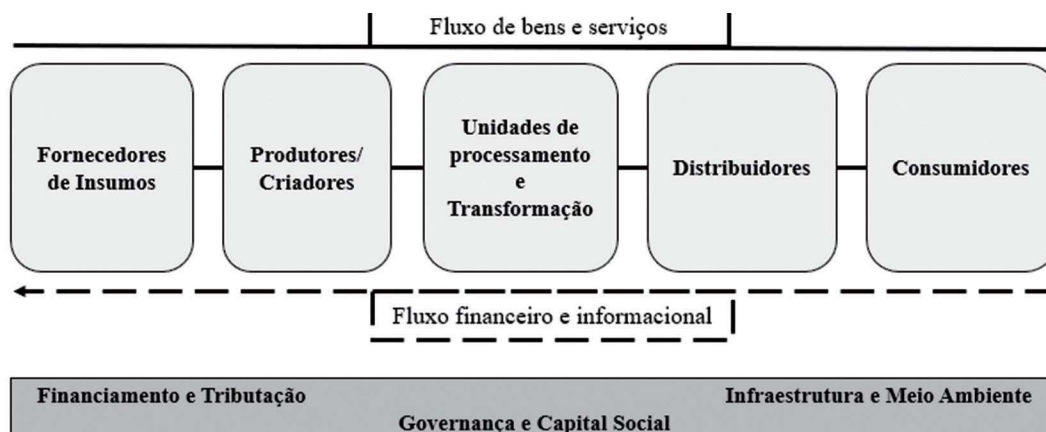 Fluxo de bens e serviços
Fornecedores
de Insumos
Produtores/
Criadores
Unidades de
processamento
e
Transformação
Distribuidores
Consumidores
Fluxo financeiro e informacional
Financiamento e Tributação
Infraestrutura e Meio Ambiente
Governança e Capital Social